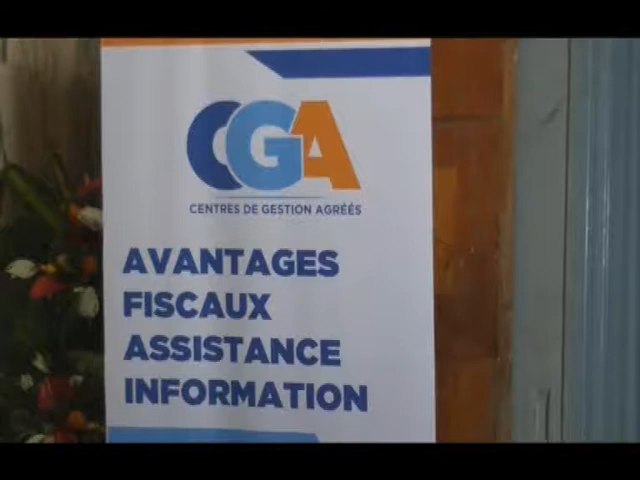 CGA
CENTRES DE GESTION AGRÉÉS
AVANTAGES
FISCAUX
ASSISTANCE
INFORMATION